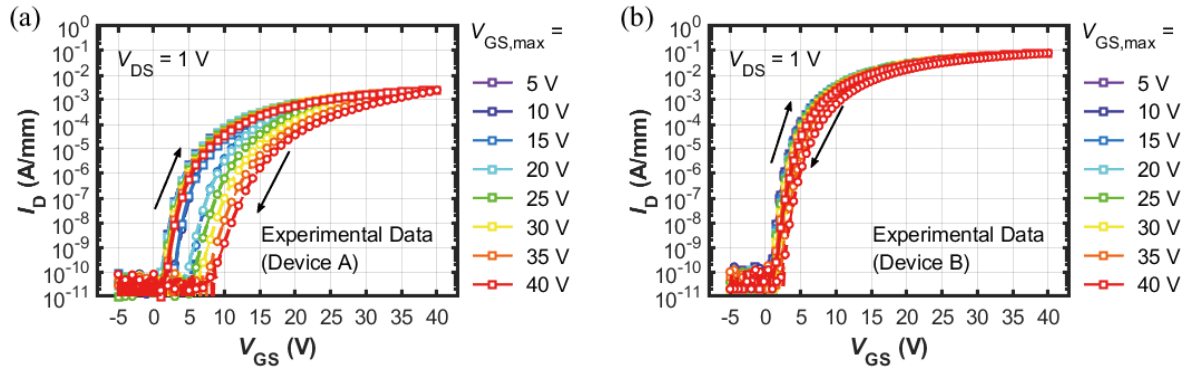 (a)
V_DS = 1 V
Experimental Data
(Device A)
I_D (A/mm)
10^0
10^-1
10^-2
10^-3
10^-4
10^-5
10^-6
10^-7
10^-8
10^-9
10^-10
10^-11
-5 0 5 10 15 20 25 30 35 40
V_GS (V)
V_GS,max =
5 V
10 V
15 V
20 V
25 V
30 V
35 V
40 V
(b)
V_DS = 1 V
Experimental Data
(Device B)
I_D (A/mm)
10^0
10^-1
10^-2
10^-3
10^-4
10^-5
10^-6
10^-7
10^-8
10^-9
10^-10
10^-11
-5 0 5 10 15 20 25 30 35 40
V_GS (V)
V_GS,max =
5 V
10 V
15 V
20 V
25 V
30 V
35 V
40 V